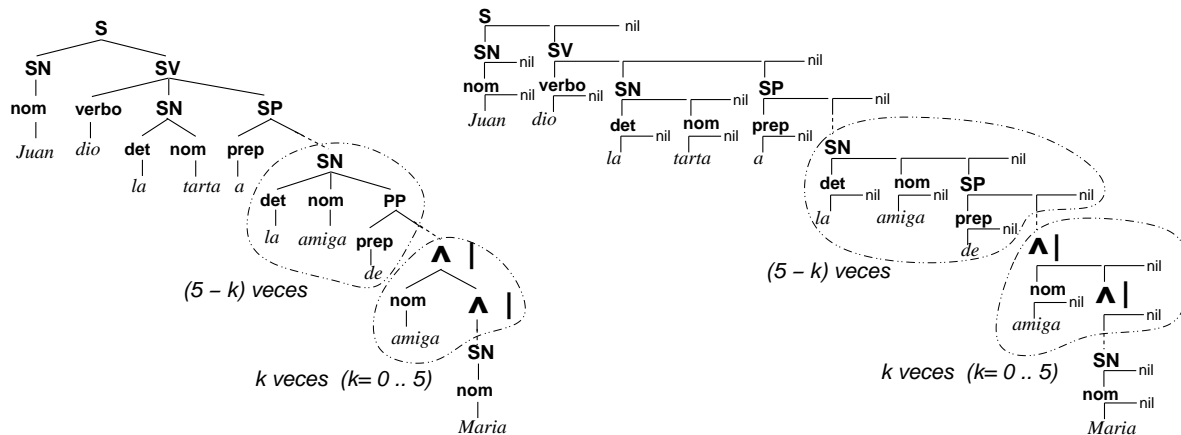 S
SN SV
nom verbo SN SP
Juan dio det nom prep
la tarta a SN
det nom PP
la amiga prep
de ∧ |
(5 – k) veces
nom ∧ |
amiga SN
k veces (k= 0 .. 5)
nom
Maria
S nil
SN nil SV nil
nom nil verbo nil SN SP nil
Juan dio det nil nom nil prep nil
la tarta a SN nil
det nil nom nil SP nil
la amiga prep nil nil
de ∧ | nil
(5 – k) veces
nom nil ∧ | nil
amiga SN nil
k veces (k= 0 .. 5)
nom nil
Maria